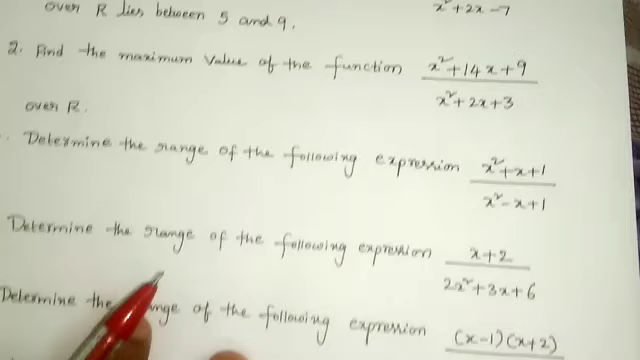 over R lies between 5 and 9.
x²+2x-7
2. Find the maximum value of the function x²+14x+9 / x²+2x+3
over R.
Determine the range of the following expression x²+x+1 / x²-x+1
Determine the range of the following expression x+2 / 2x²+3x+6
Determine the range of the following expression (x-1)(x+2)